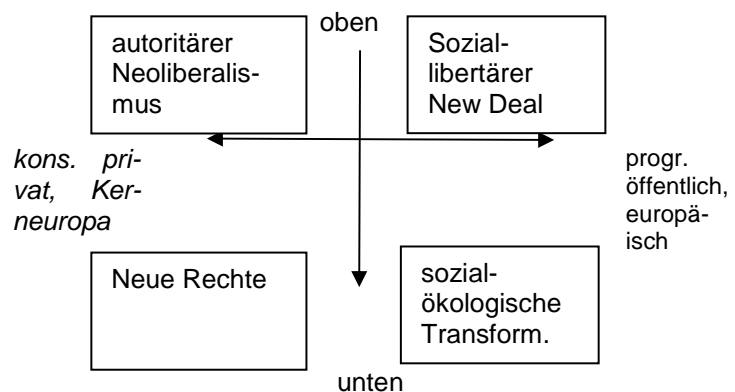 oben
autoritärer
Neoliberalis-
mus
Sozial-
libertärer
New Deal
kons. pri-
vat, Ker-
neuropa
progr.
öffentlich,
europä-
isch
Neue Rechte
sozial-
ökologische
Transform.
unten